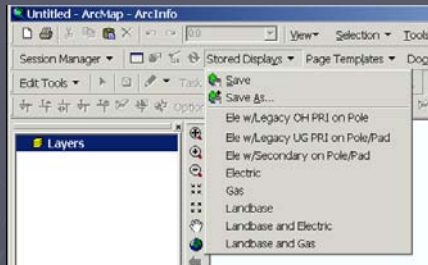 Untitled - ArcMap - ArcInfo
View Selection Tools
Session Manager Stored Displays Page Templates
Edit Tools Task
Save
Save As...
Layers
Ele w/Legacy OH PRI on Pole
Ele w/Legacy UG PRI on Pole/Pad
Ele w/Secondary on Pole/Pad
Electric
Gas
Landbase
Landbase and Electric
Landbase and Gas